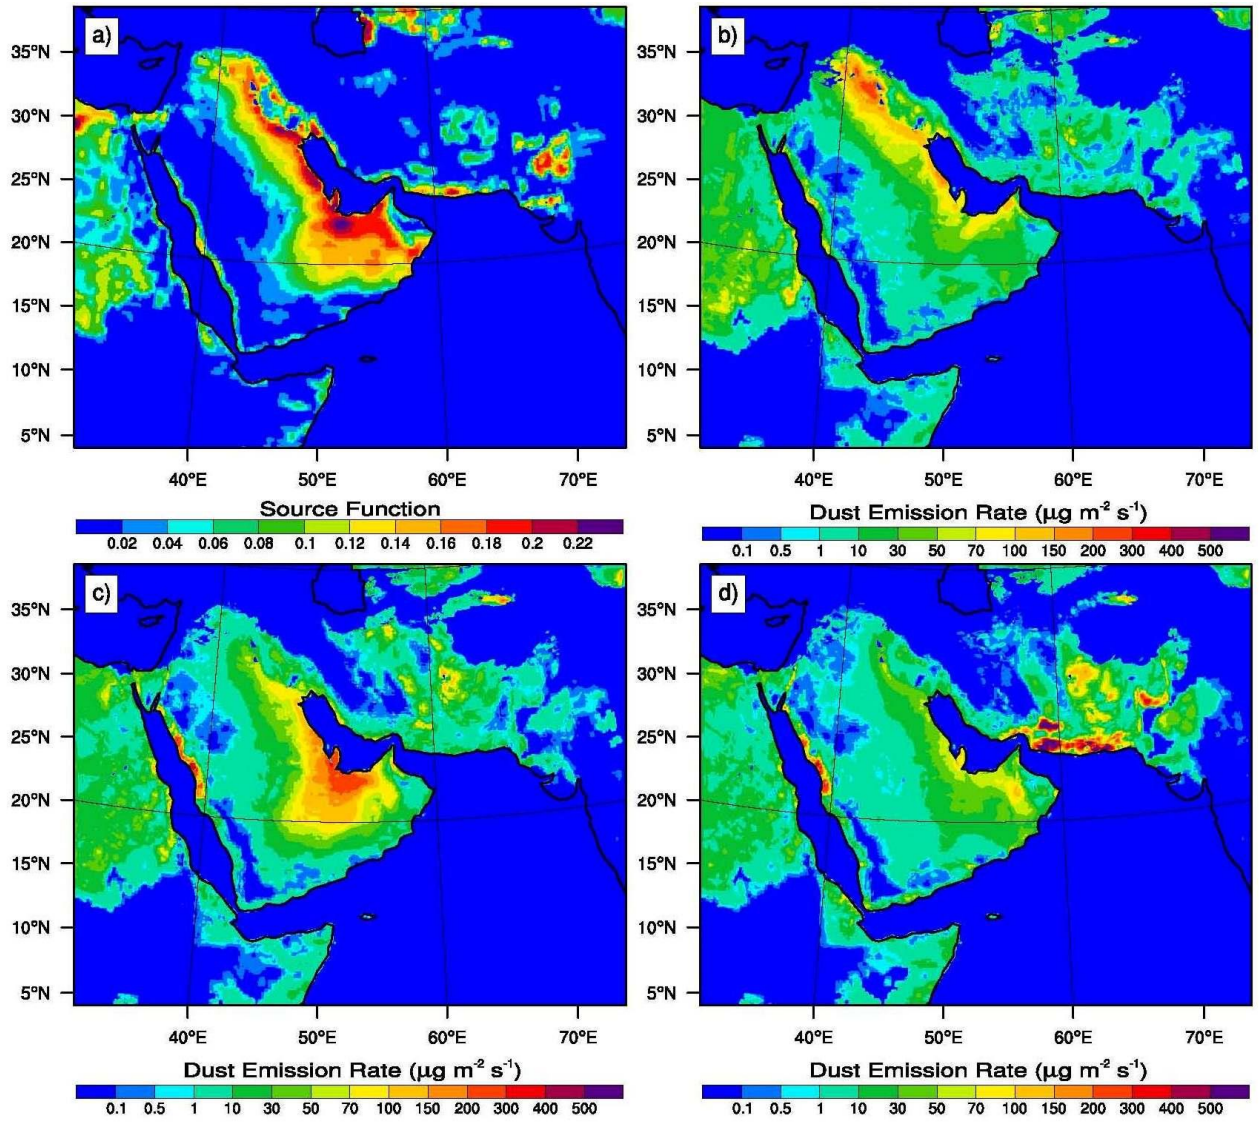 a)
35°N
30°N
25°N
20°N
15°N
10°N
5°N
40°E 50°E 60°E 70°E
Source Function
0.02 0.04 0.06 0.08 0.1 0.12 0.14 0.16 0.18 0.2 0.22
b)
35°N
30°N
25°N
20°N
15°N
10°N
5°N
40°E 50°E 60°E 70°E
Dust Emission Rate (μg m⁻² s⁻¹)
0.1 0.5 1 10 30 50 70 100 150 200 300 400 500
c)
35°N
30°N
25°N
20°N
15°N
10°N
5°N
40°E 50°E 60°E 70°E
Dust Emission Rate (μg m⁻² s⁻¹)
0.1 0.5 1 10 30 50 70 100 150 200 300 400 500
d)
35°N
30°N
25°N
20°N
15°N
10°N
5°N
40°E 50°E 60°E 70°E
Dust Emission Rate (μg m⁻² s⁻¹)
0.1 0.5 1 10 30 50 70 100 150 200 300 400 500